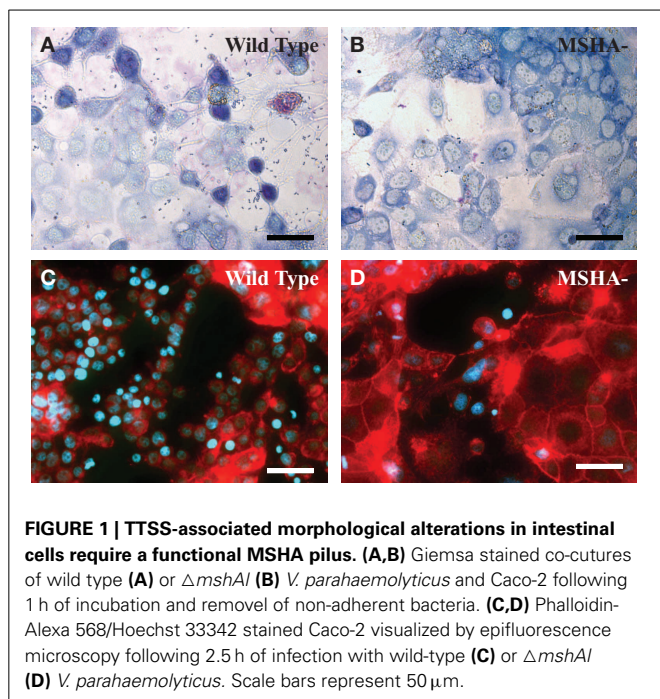 A Wild Type
B MSHA-
C Wild Type
D MSHA-
FIGURE 1 | TTSS-associated morphological alterations in intestinal
cells require a functional MSHA pilus. (A,B) Giemsa stained co-cutures
of wild type (A) or △mshAI (B) V. parahaemolyticus and Caco-2 following
1 h of incubation and removel of non-adherent bacteria. (C,D) Phalloidin-
Alexa 568/Hoechst 33342 stained Caco-2 visualized by epifluorescence
microscopy following 2.5 h of infection with wild-type (C) or △mshAI
(D) V. parahaemolyticus. Scale bars represent 50 μm.